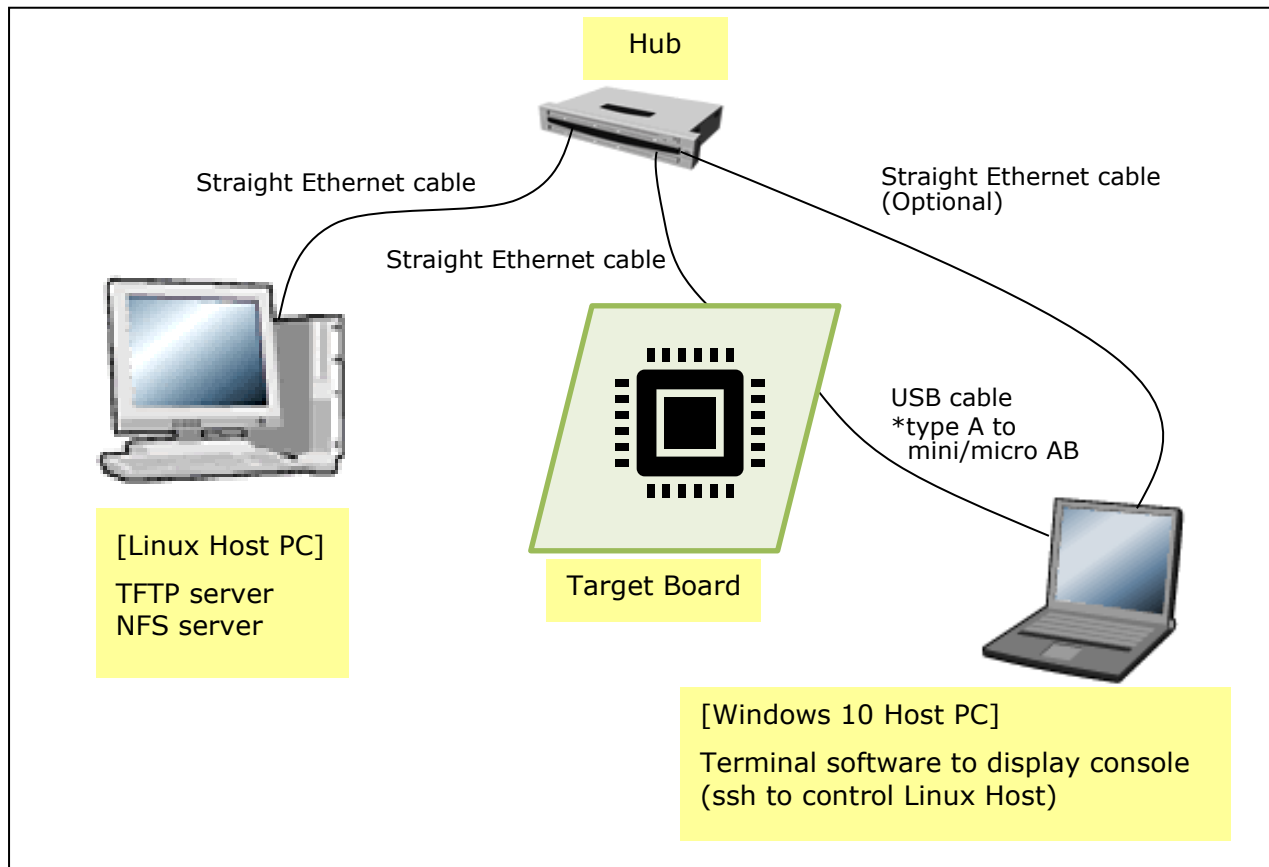 Hub
Straight Ethernet cable
Straight Ethernet cable
(Optional)
Straight Ethernet cable
USB cable
*type A to
mini/micro AB
[Linux Host PC]
TFTP server
NFS server
Target Board
[Windows 10 Host PC]
Terminal software to display console
(ssh to control Linux Host)